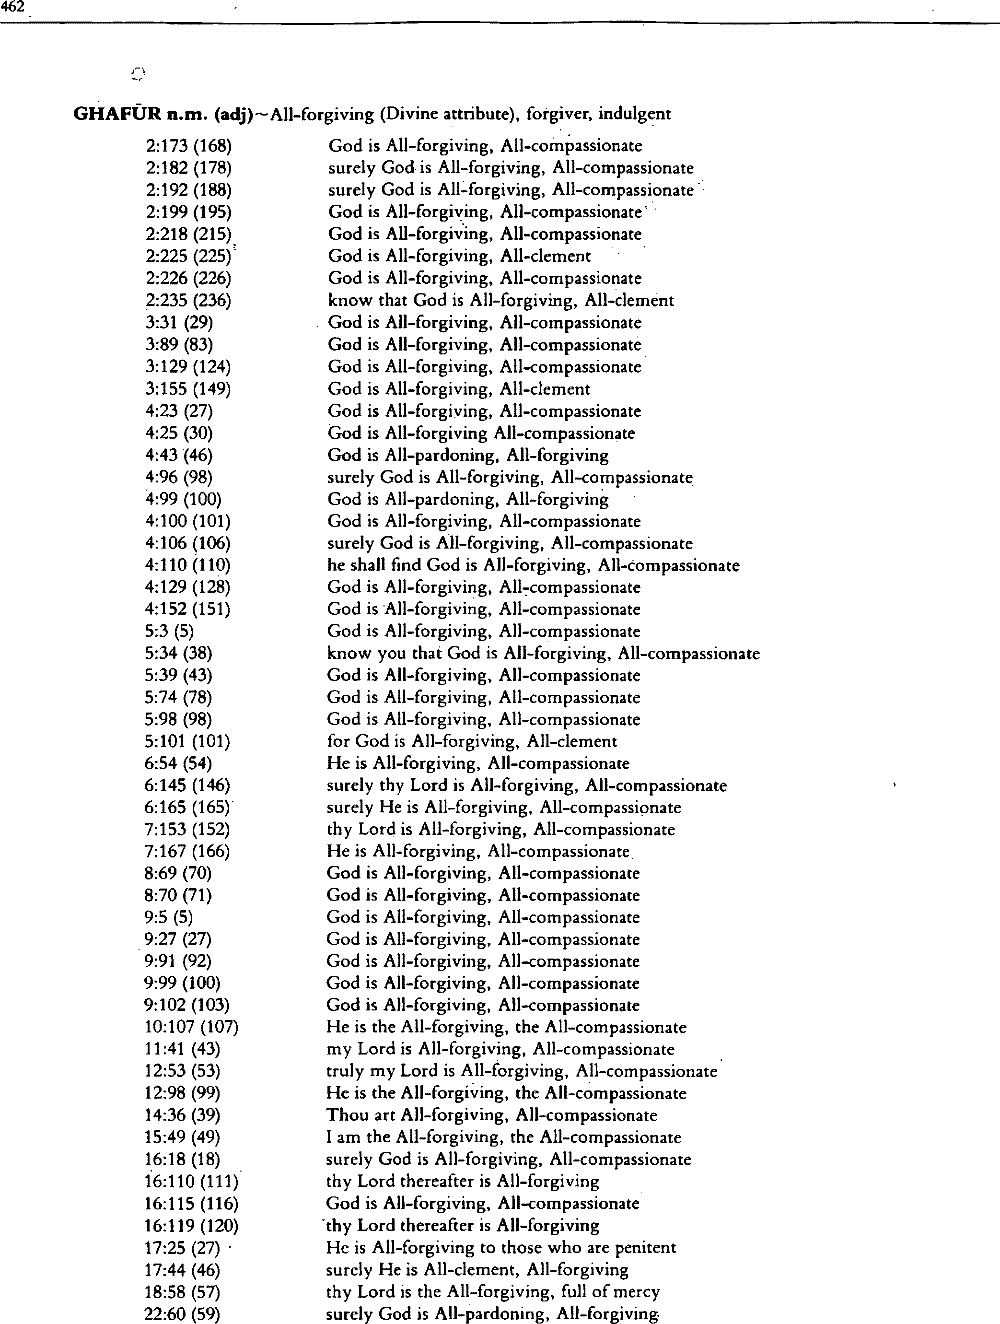 462
GHAFŪR n.m. (adj)~All-forgiving (Divine attribute), forgiver, indulgent
2:173 (168) God is All-forgiving, All-compassionate
2:182 (178) surely God is All-forgiving, All-compassionate
2:192 (188) surely God is All-forgiving, All-compassionate
2:199 (195) God is All-forgiving, All-compassionate
2:218 (215) God is All-forgiving, All-compassionate
2:225 (225) God is All-forgiving, All-clement
2:226 (226) God is All-forgiving, All-compassionate
2:235 (236) know that God is All-forgiving, All-clement
3:31 (29) God is All-forgiving, All-compassionate
3:89 (83) God is All-forgiving, All-compassionate
3:129 (124) God is All-forgiving, All-compassionate
3:155 (149) God is All-forgiving, All-clement
4:23 (27) God is All-forgiving, All-compassionate
4:25 (30) God is All-forgiving All-compassionate
4:43 (46) God is All-pardoning, All-forgiving
4:96 (98) surely God is All-forgiving, All-compassionate
4:99 (100) God is All-pardoning, All-forgiving
4:100 (101) God is All-forgiving, All-compassionate
4:106 (106) surely God is All-forgiving, All-compassionate
4:110 (110) he shall find God is All-forgiving, All-compassionate
4:129 (128) God is All-forgiving, All-compassionate
4:152 (151) God is All-forgiving, All-compassionate
5:3 (5) God is All-forgiving, All-compassionate
5:34 (38) know you that God is All-forgiving, All-compassionate
5:39 (43) God is All-forgiving, All-compassionate
5:74 (78) God is All-forgiving, All-compassionate
5:98 (98) God is All-forgiving, All-compassionate
5:101 (101) for God is All-forgiving, All-clement
6:54 (54) He is All-forgiving, All-compassionate
6:145 (146) surely thy Lord is All-forgiving, All-compassionate
6:165 (165) surely He is All-forgiving, All-compassionate
7:153 (152) thy Lord is All-forgiving, All-compassionate
7:167 (166) He is All-forgiving, All-compassionate
8:69 (70) God is All-forgiving, All-compassionate
8:70 (71) God is All-forgiving, All-compassionate
9:5 (5) God is All-forgiving, All-compassionate
9:27 (27) God is All-forgiving, All-compassionate
9:91 (92) God is All-forgiving, All-compassionate
9:99 (100) God is All-forgiving, All-compassionate
9:102 (103) God is All-forgiving, All-compassionate
10:107 (107) He is the All-forgiving, the All-compassionate
11:41 (43) my Lord is All-forgiving, All-compassionate
12:53 (53) truly my Lord is All-forgiving, All-compassionate
12:98 (99) He is the All-forgiving, the All-compassionate
14:36 (39) Thou art All-forgiving, All-compassionate
15:49 (49) I am the All-forgiving, the All-compassionate
16:18 (18) surely God is All-forgiving, All-compassionate
16:110 (111) thy Lord thereafter is All-forgiving
16:115 (116) God is All-forgiving, All-compassionate
16:119 (120) thy Lord thereafter is All-forgiving
17:25 (27) He is All-forgiving to those who are penitent
17:44 (46) surely He is All-clement, All-forgiving
18:58 (57) thy Lord is the All-forgiving, full of mercy
22:60 (59) surely God is All-pardoning, All-forgiving